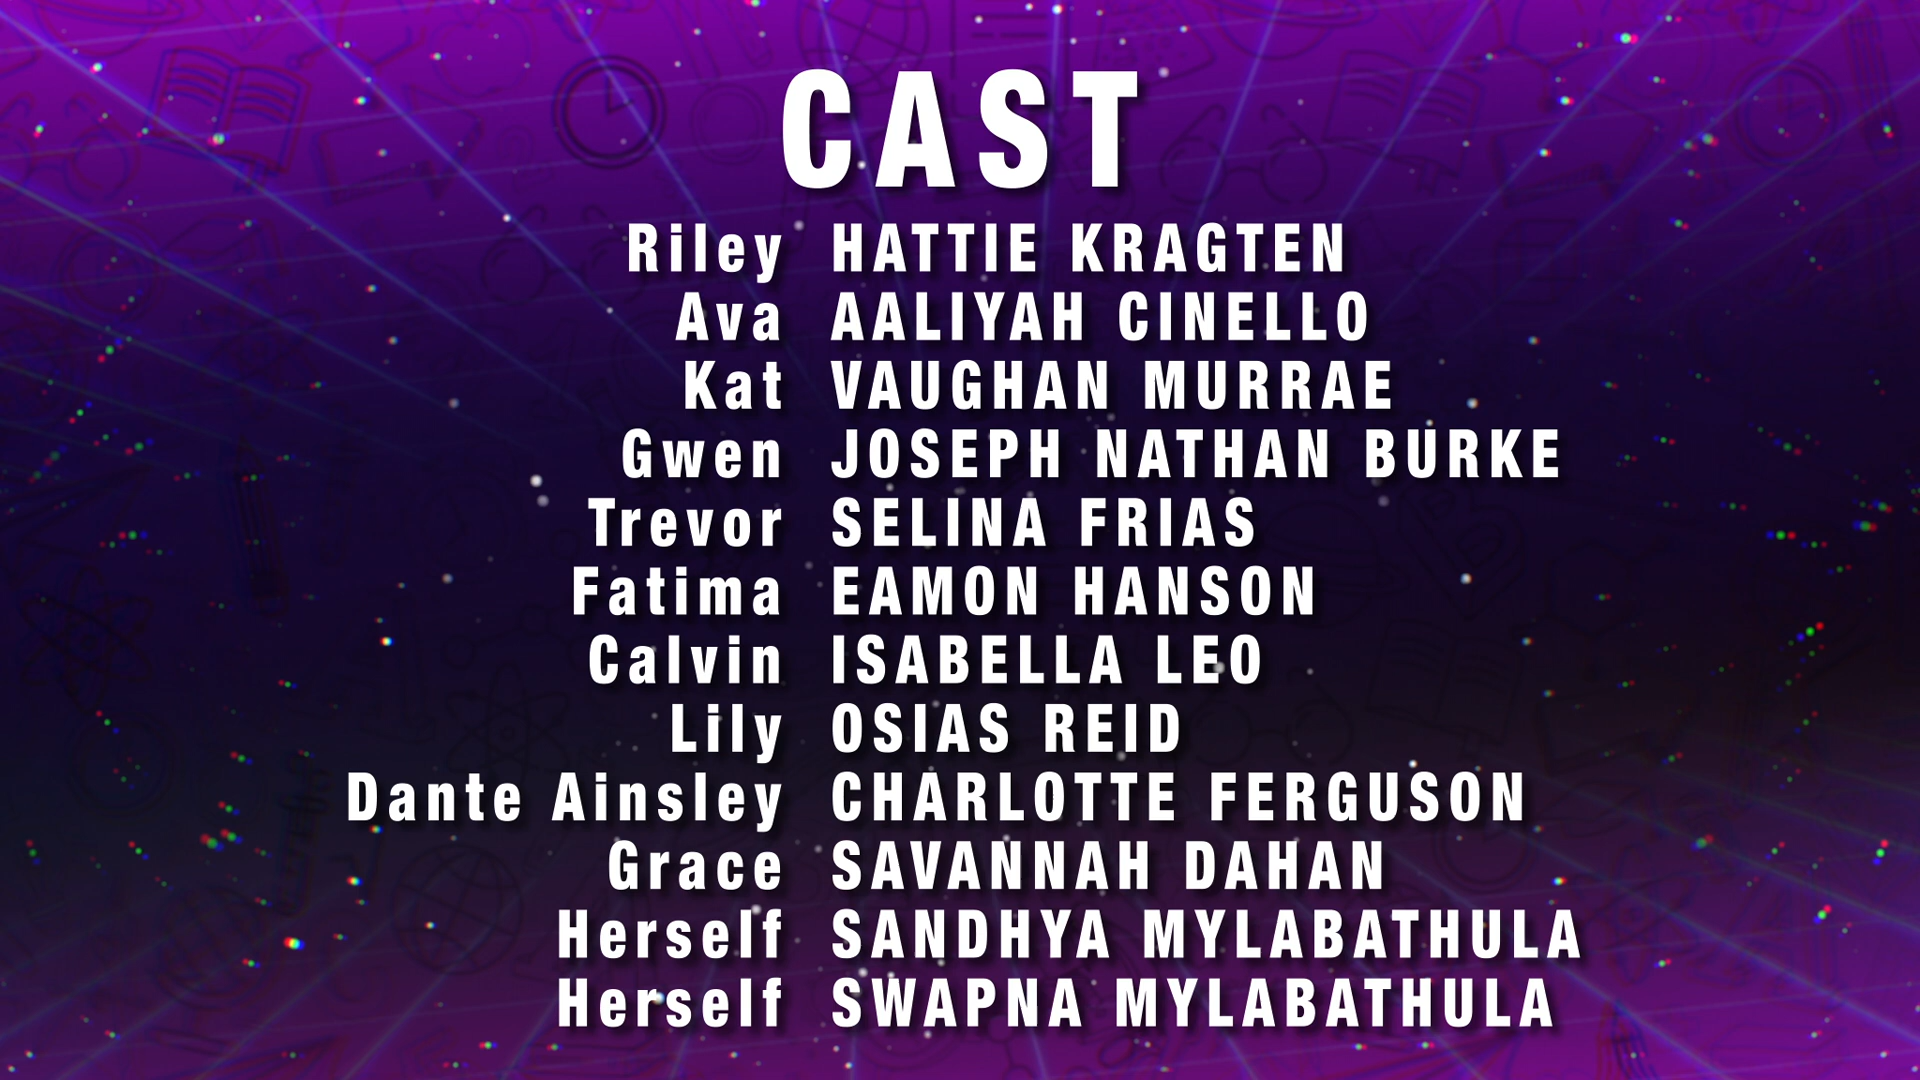 CAST
Riley HATTIE KRAGTEN
Ava AALIYAH CINELLO
Kat VAUGHAN MURRAE
Gwen JOSEPH NATHAN BURKE
Trevor SELINA FRIAS
Fatima EAMON HANSON
Calvin ISABELLA LEO
Lily OSIAS REID
Dante Ainsley CHARLOTTE FERGUSON
Grace SAVANNAH DAHAN
Herself SANDHYA MYLABATHULA
Herself SWAPNA MYLABATHULA